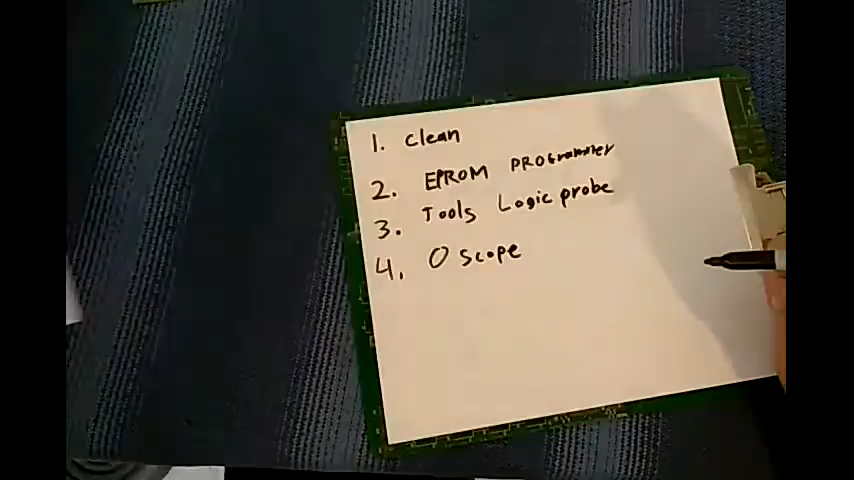 1. Clean
2. EPROM PROGrammer
3. Tools Logic probe
4. O scope